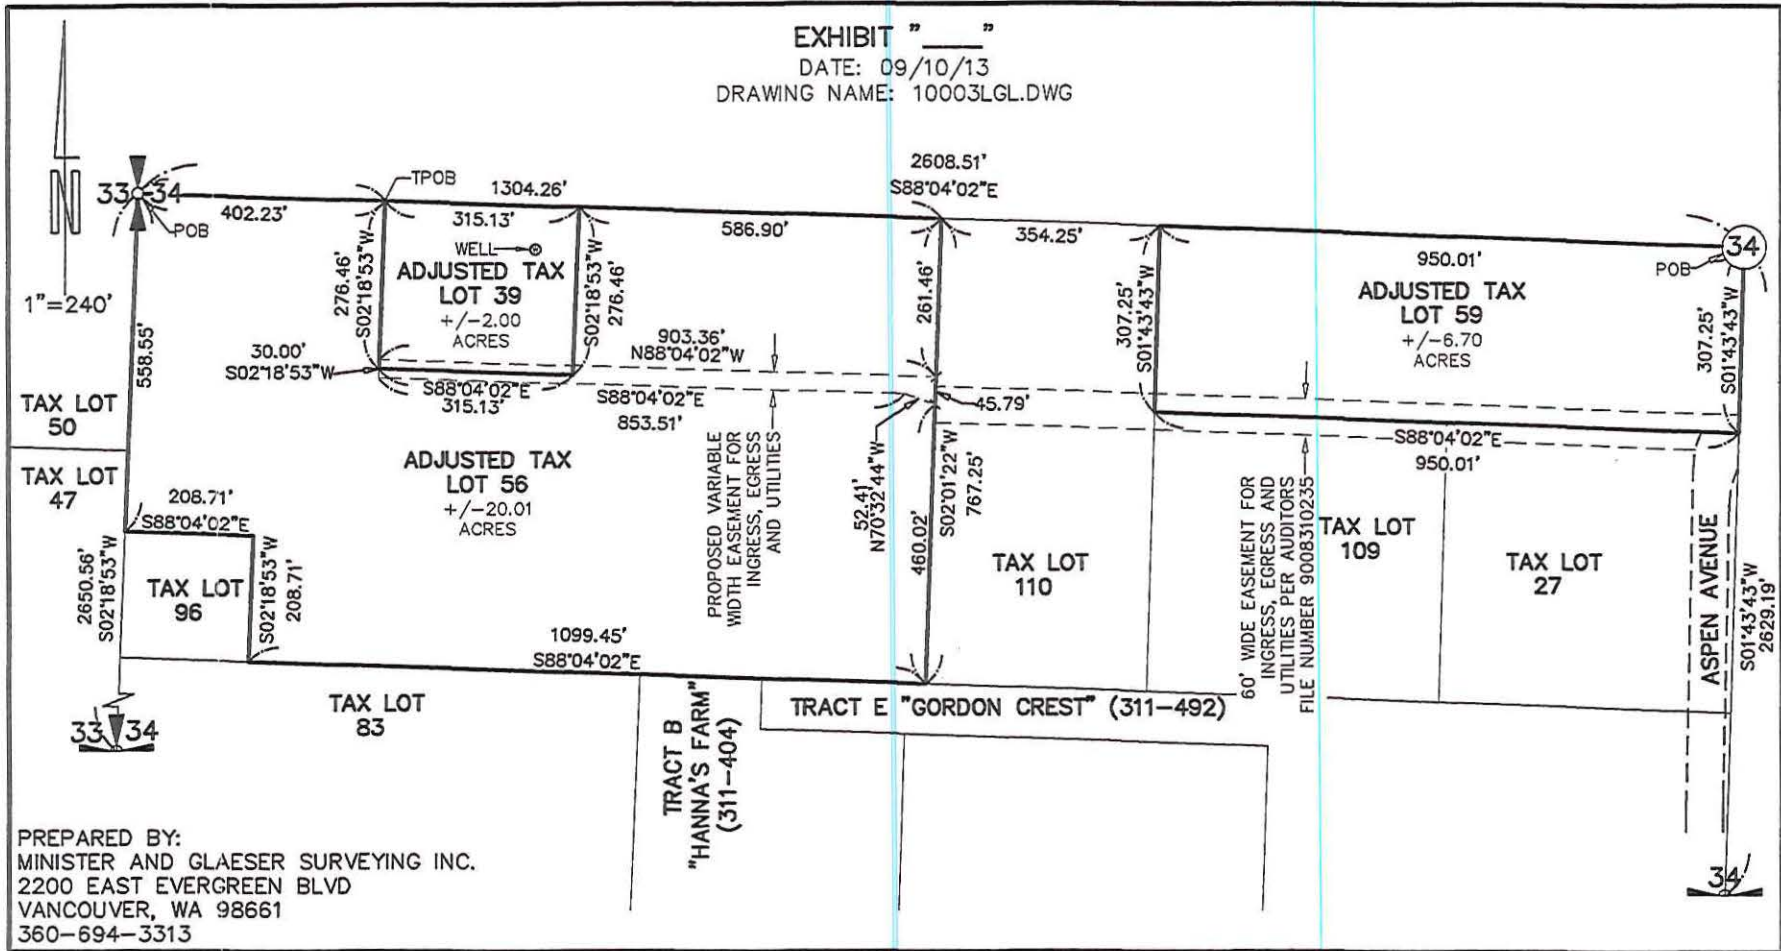 EXHIBIT "____"
DATE: 09/10/13
DRAWING NAME: 10003LGL.DWG
N
1"=240'
33 34
POB
402.23'
TPOB
1304.26'
315.13'
586.90'
2608.51'
S88°04'02"E
354.25'
950.01'
34
POB
WELL
ADJUSTED TAX
LOT 39
+/-2.00
ACRES
276.46'
S02°18'53"W
S02°18'53"W
276.46'
261.46'
307.25'
S01°43'43"W
ADJUSTED TAX
LOT 59
+/-6.70
ACRES
307.25'
S01°43'43"W
558.55'
30.00'
S02°18'53"W
903.36'
N88°04'02"W
S88°04'02"E
315.13'
S88°04'02"E
853.51'
45.79'
S88°04'02"E
950.01'
TAX LOT
50
TAX LOT
47
208.71'
S88°04'02"E
ADJUSTED TAX
LOT 56
+/-20.01
ACRES
PROPOSED VARIABLE
WIDTH EASEMENT FOR
INGRESS, EGRESS
AND UTILITIES
52.41'
N70°32'44"W
460.02'
S02°01'22"W
767.25'
60' WIDE EASEMENT FOR
INGRESS, EGRESS AND
UTILITIES PER AUDITORS
FILE NUMBER 9008310235
TAX LOT
109
TAX LOT
110
TAX LOT
27
ASPEN AVENUE
S01°43'43"W
2629.19'
2650.56'
S02°18'53"W
TAX LOT
96
S02°18'53"W
208.71'
1099.45'
S88°04'02"E
TAX LOT
83
TRACT B
"HANNA'S FARM"
(311-404)
TRACT E "GORDON CREST" (311-492)
33 34
34
PREPARED BY:
MINISTER AND GLAESER SURVEYING INC.
2200 EAST EVERGREEN BLVD
VANCOUVER, WA 98661
360-694-3313